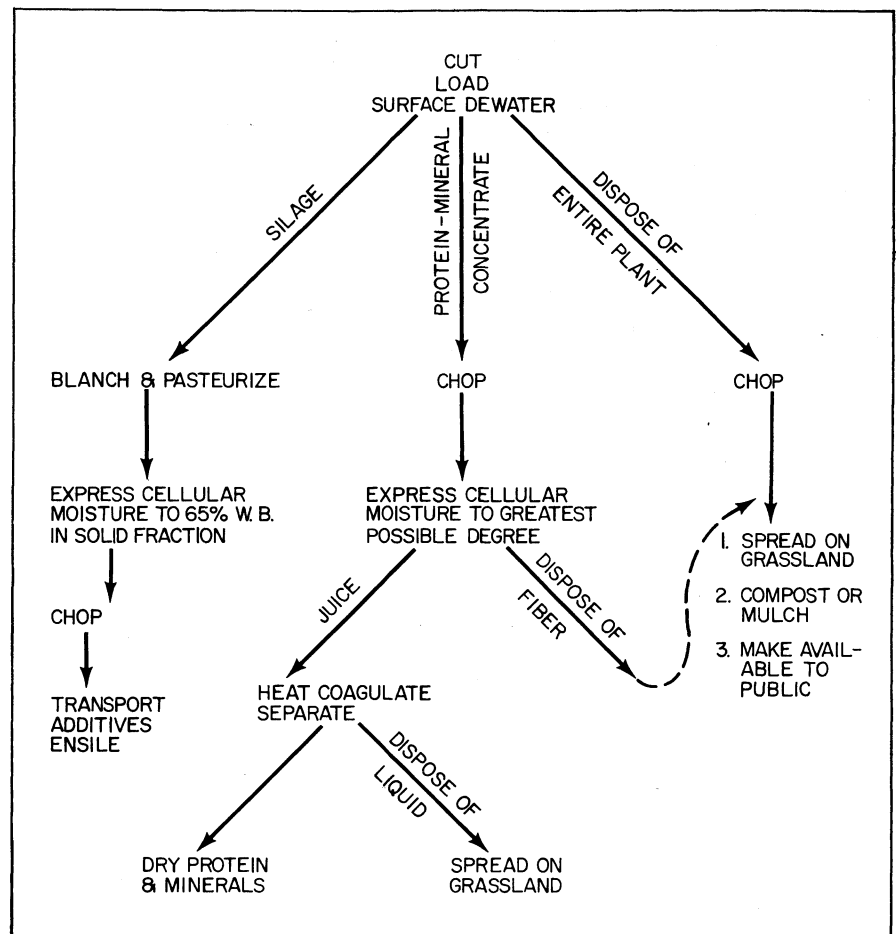 CUT
LOAD
SURFACE DEWATER
SILAGE
PROTEIN-MINERAL
CONCENTRATE
DISPOSE OF
ENTIRE PLANT
BLANCH & PASTEURIZE
CHOP
CHOP
EXPRESS CELLULAR
MOISTURE TO 65% W. B.
IN SOLID FRACTION
EXPRESS CELLULAR
MOISTURE TO GREATEST
POSSIBLE DEGREE
1. SPREAD ON
GRASSLAND
2. COMPOST OR
MULCH
3. MAKE AVAIL-
ABLE TO
PUBLIC
CHOP
JUICE
DISPOSE OF
FIBER
TRANSPORT
ADDITIVES
ENSILE
HEAT COAGULATE
SEPARATE
DISPOSE OF
LIQUID
DRY PROTEIN
& MINERALS
SPREAD ON
GRASSLAND